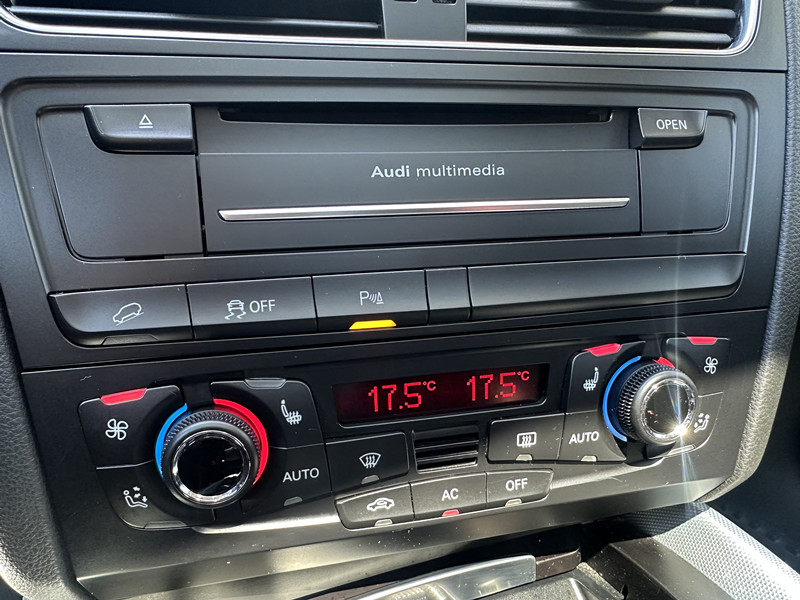 OPEN
Audi multimedia
OFF
P
17.5°C 17.5°C
AUTO
AUTO
AC
OFF